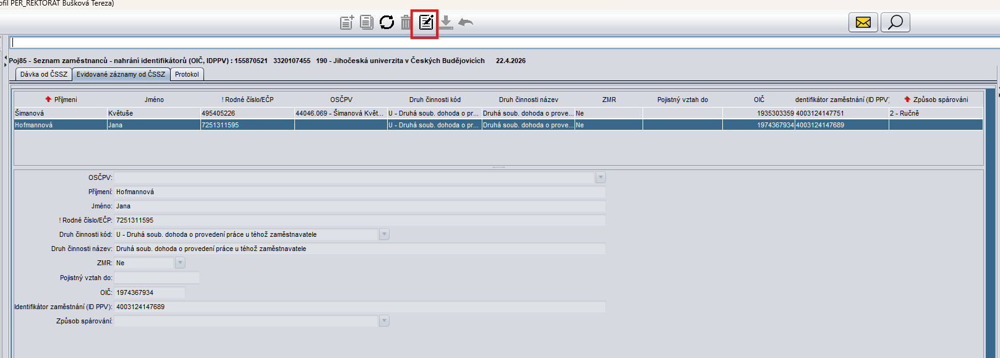 ofil PER_REKTORAT Bušková Tereza)
Poj85 - Seznam zaměstnanců - nahrání identifikátorů (OIČ, IDPPV) : 155870521 3320107455 190 - Jihočeská univerzita v Českých Budějovicích 22.4.2026
Dávka od ČSSZ Evidované záznamy od ČSSZ Protokol
Příjmení Jméno ! Rodné číslo/EČP OSČPV Druh činnosti kód Druh činnosti název ZMR Pojistný vztah do OIČ dentifikátor zaměstnání (ID PPV) Způsob spárování
Šimanová Květuše 495405226 44046.069 - Šimanová Květ... U - Druhá soub. dohoda o pr... Druhá soub. dohoda o prove... Ne 1935303359 4003124147751 2 - Ručně
Hofmannová Jana 7251311595 U - Druhá soub. dohoda o pr... Druhá soub. dohoda o prove... Ne 1974367934 4003124147689
OSČPV:
Příjmení: Hofmannová
Jméno: Jana
! Rodné číslo/EČP: 7251311595
Druh činnosti kód: U - Druhá soub. dohoda o provedení práce u téhož zaměstnavatele
Druh činnosti název: Druhá soub. dohoda o provedení práce u téhož zaměstnavatele
ZMR: Ne
Pojistný vztah do:
OIČ: 1974367934
Identifikátor zaměstnání (ID PPV): 4003124147689
Způsob spárování: